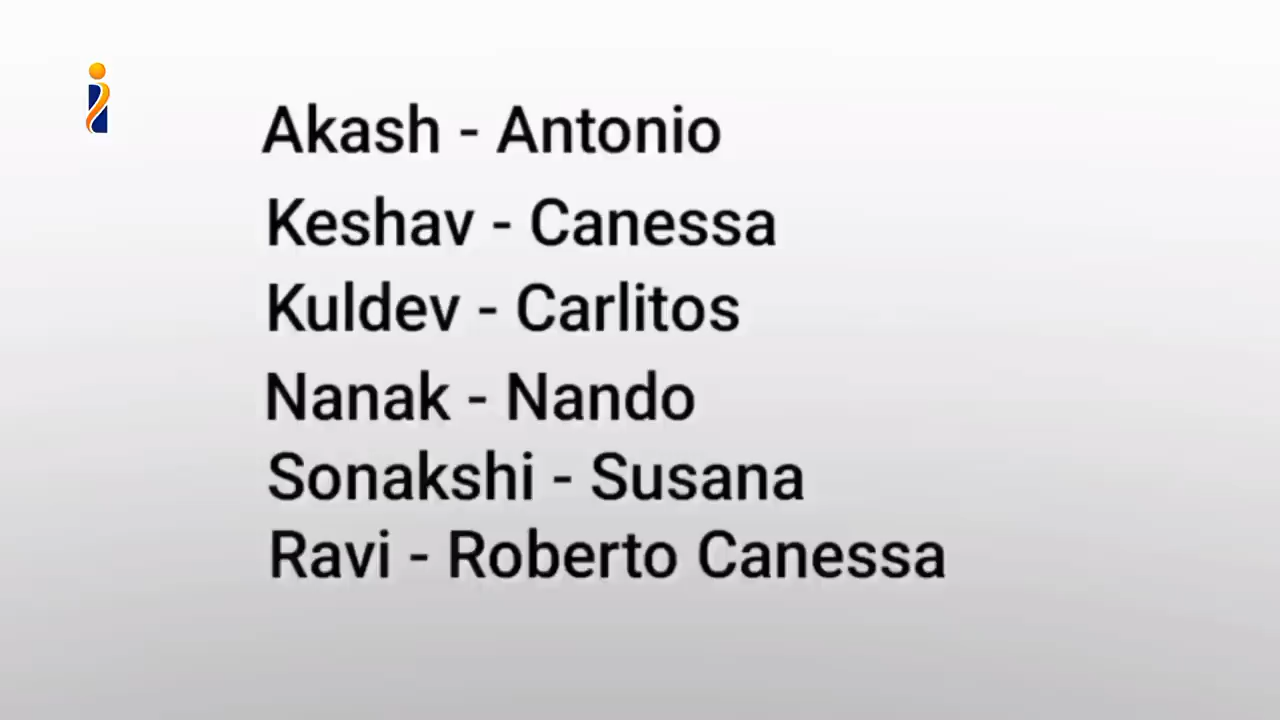 Akash - Antonio
Keshav - Canessa
Kuldev - Carlitos
Nanak - Nando
Sonakshi - Susana
Ravi - Roberto Canessa